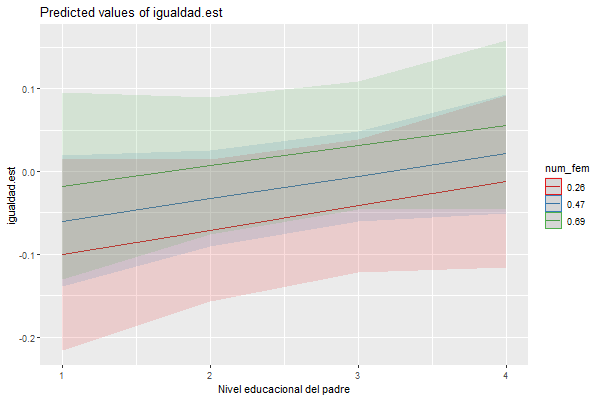 Predicted values of igualdad.est
igualdad.est
0.1
0.0
-0.1
-0.2
1 2 3 4
Nivel educacional del padre
num_fem
0.26
0.47
0.69